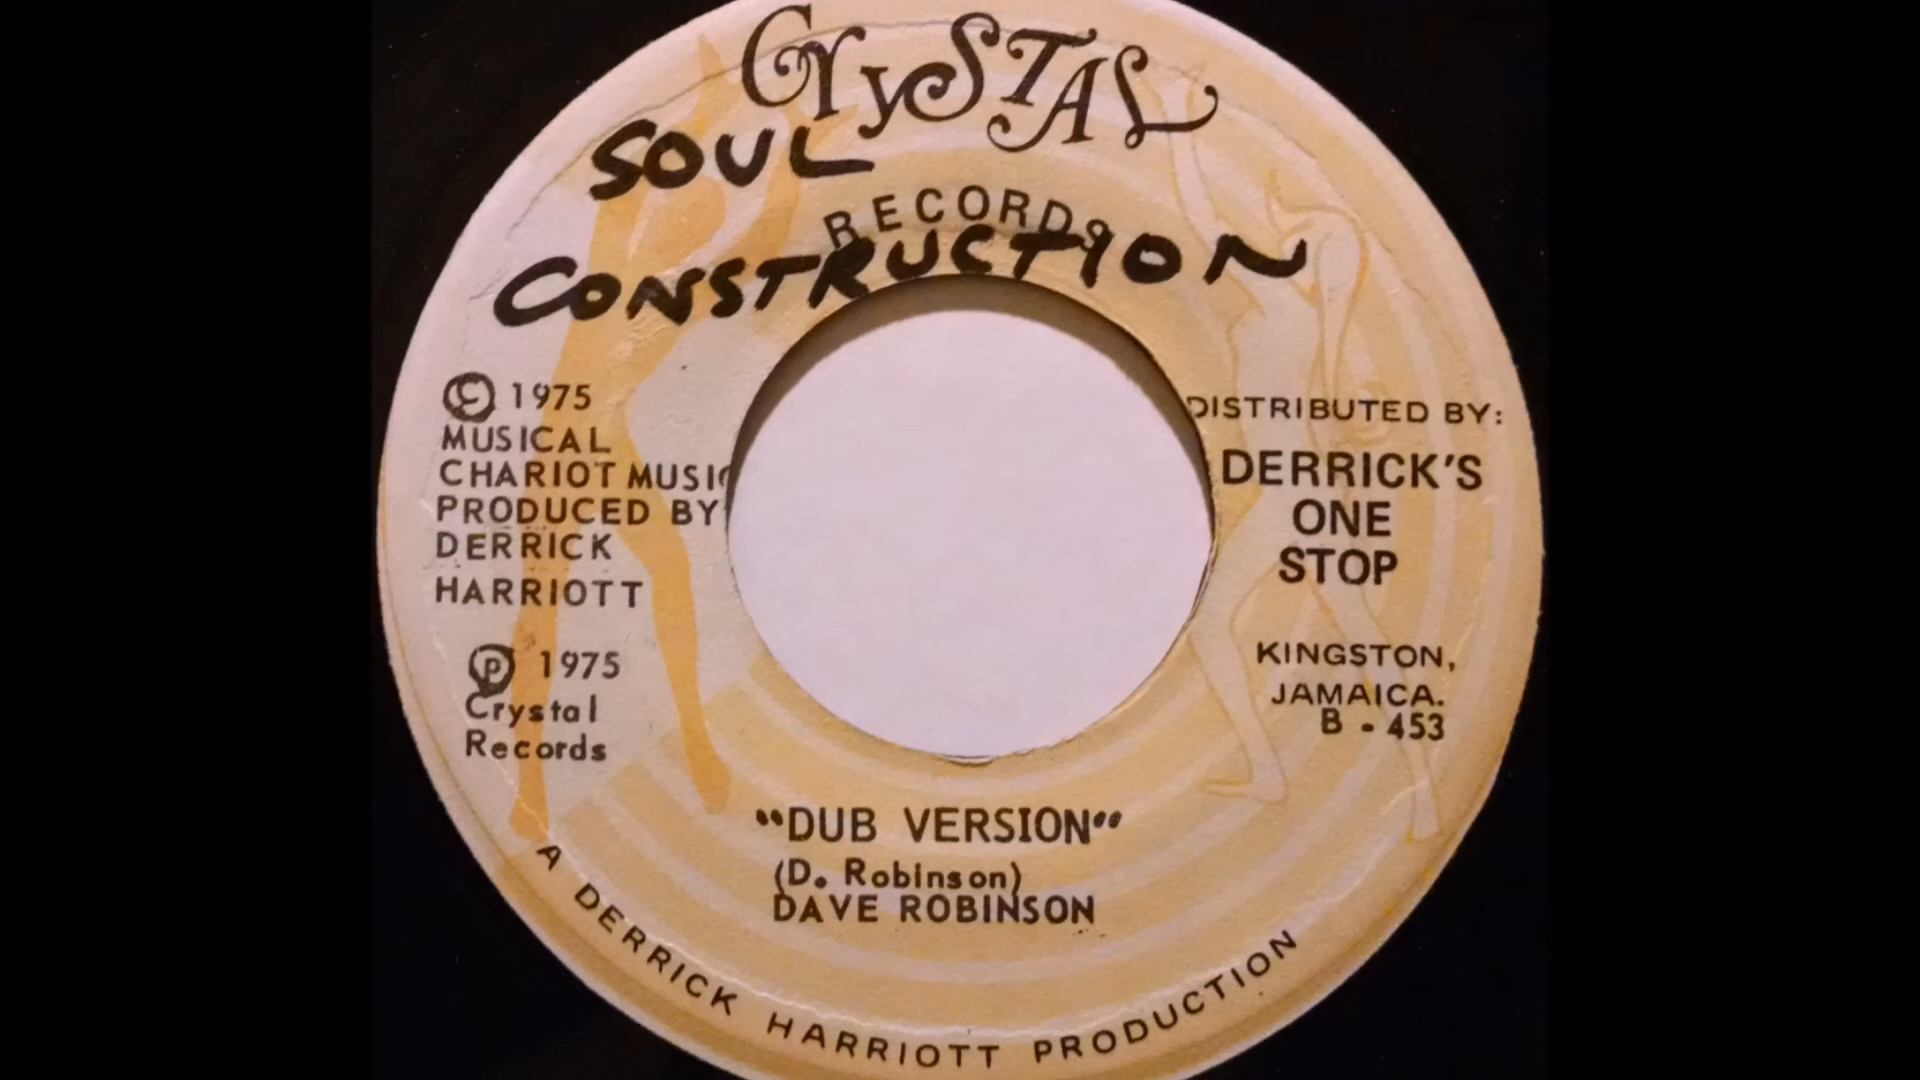 CrySTAL
SOUL
RECORDS
CONSTRUCTION
© 1975
MUSICAL
CHARIOT MUSIC
PRODUCED BY
DERRICK
HARRIOTT
℗ 1975
Crystal
Records
DISTRIBUTED BY:
DERRICK'S
ONE
STOP
KINGSTON,
JAMAICA.
B - 453
"DUB VERSION"
(D. Robinson)
DAVE ROBINSON
A DERRICK HARRIOTT PRODUCTION